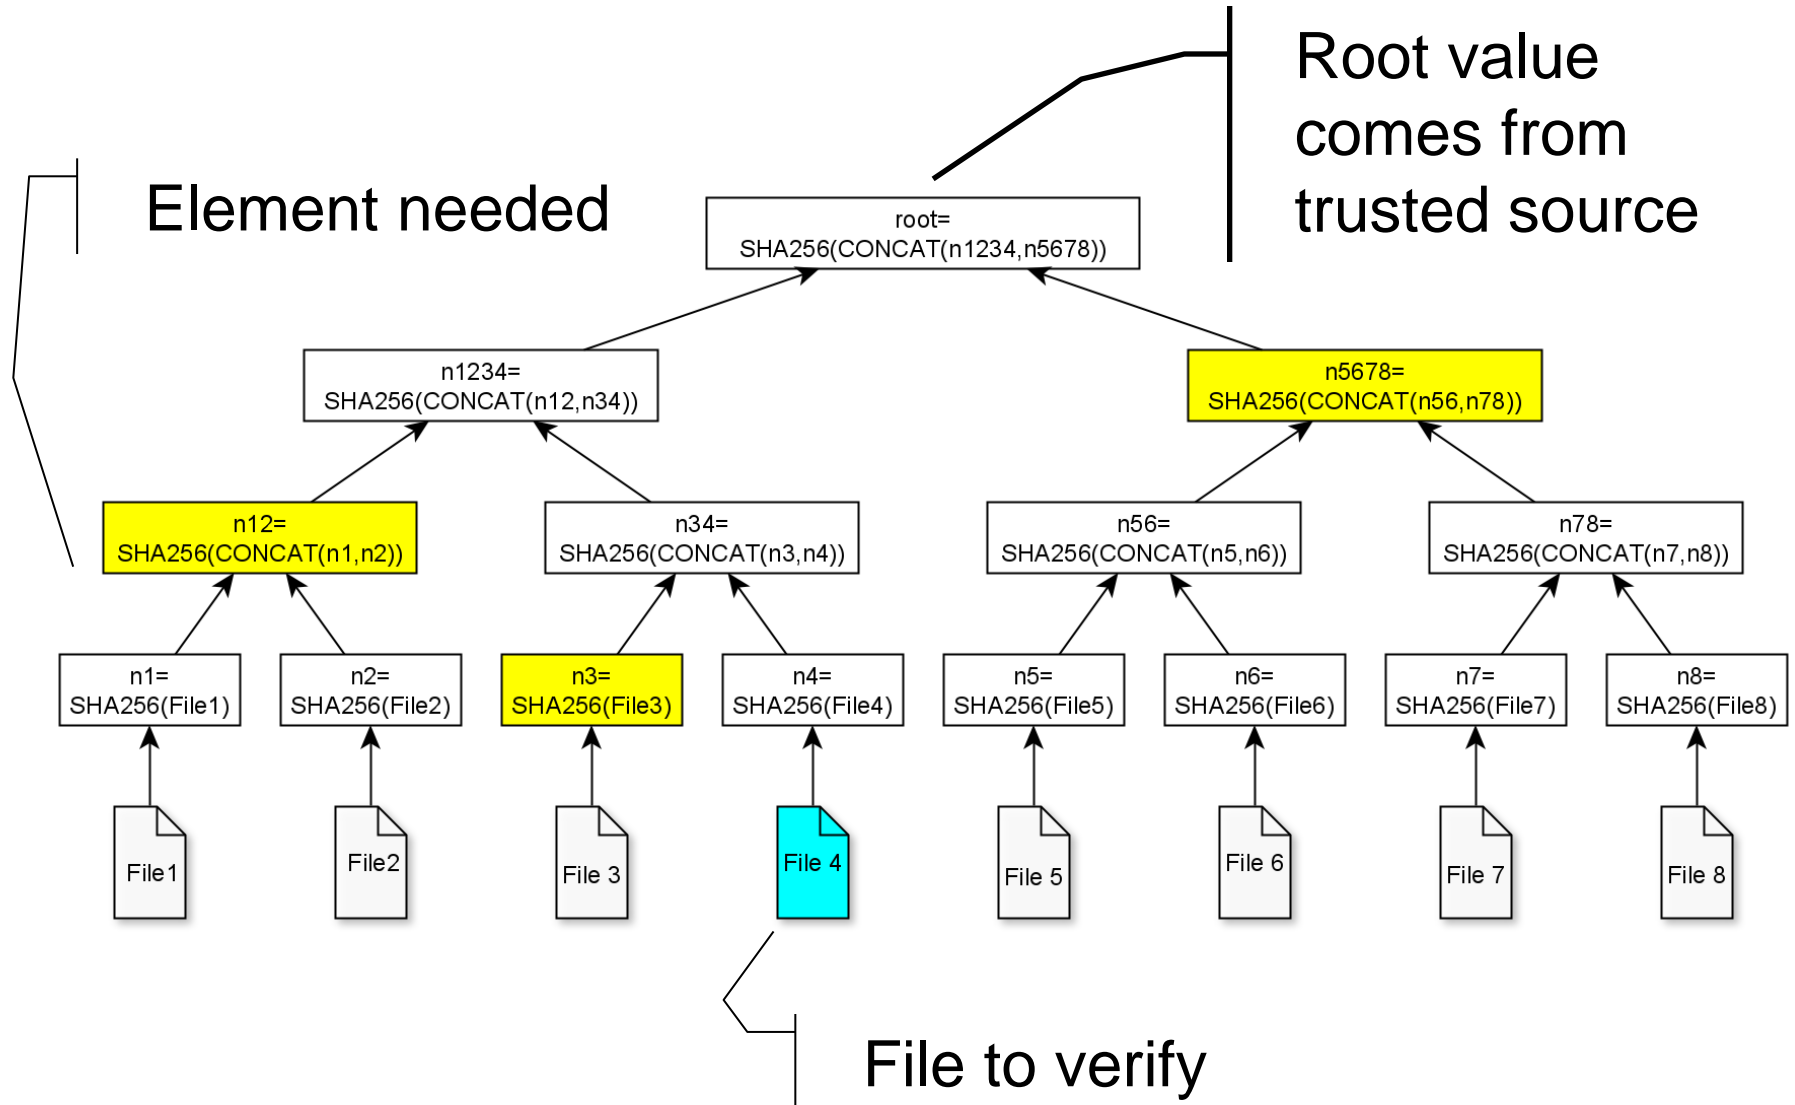 Root value
comes from
trusted source
Element needed
root=
SHA256(CONCAT(n1234,n5678))
n1234=
SHA256(CONCAT(n12,n34))
n5678=
SHA256(CONCAT(n56,n78))
n12=
SHA256(CONCAT(n1,n2))
n34=
SHA256(CONCAT(n3,n4))
n56=
SHA256(CONCAT(n5,n6))
n78=
SHA256(CONCAT(n7,n8))
n1=
SHA256(File1)
n2=
SHA256(File2)
n3=
SHA256(File3)
n4=
SHA256(File4)
n5=
SHA256(File5)
n6=
SHA256(File6)
n7=
SHA256(File7)
n8=
SHA256(File8)
File1
File2
File 3
File 4
File 5
File 6
File 7
File 8
File to verify